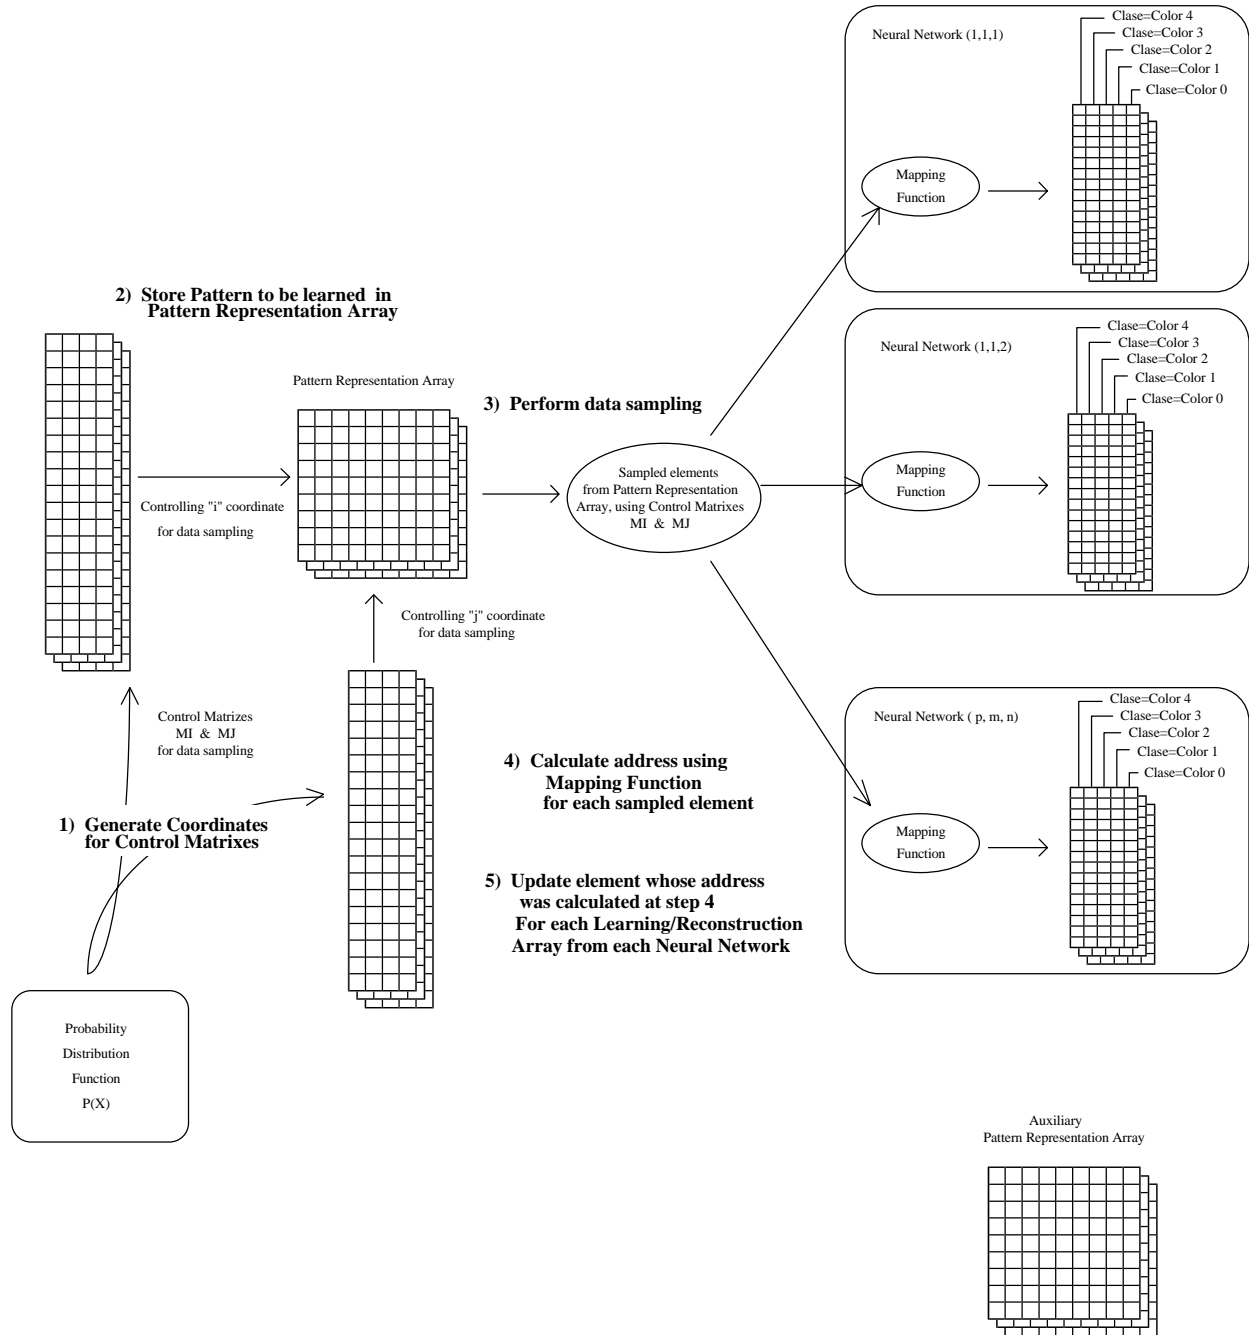 Neural Network (1,1,1)
Clase=Color 4
Clase=Color 3
Clase=Color 2
Clase=Color 1
Clase=Color 0
Mapping
Function
2) Store Pattern to be learned in
Pattern Representation Array
Neural Network (1,1,2)
Clase=Color 4
Clase=Color 3
Clase=Color 2
Clase=Color 1
Clase=Color 0
Mapping
Function
Pattern Representation Array
3) Perform data sampling
Sampled elements
from Pattern Representation
Array, using Control Matrixes
MI & MJ
Controlling "i" coordinate
for data sampling
Controlling "j" coordinate
for data sampling
Control Matrizes
MI & MJ
for data sampling
Neural Network ( p, m, n)
Clase=Color 4
Clase=Color 3
Clase=Color 2
Clase=Color 1
Clase=Color 0
Mapping
Function
4) Calculate address using
Mapping Function
for each sampled element
1) Generate Coordinates
for Control Matrixes
5) Update element whose address
was calculated at step 4
For each Learning/Reconstruction
Array from each Neural Network
Probability
Distribution
Function
P(X)
Auxiliary
Pattern Representation Array